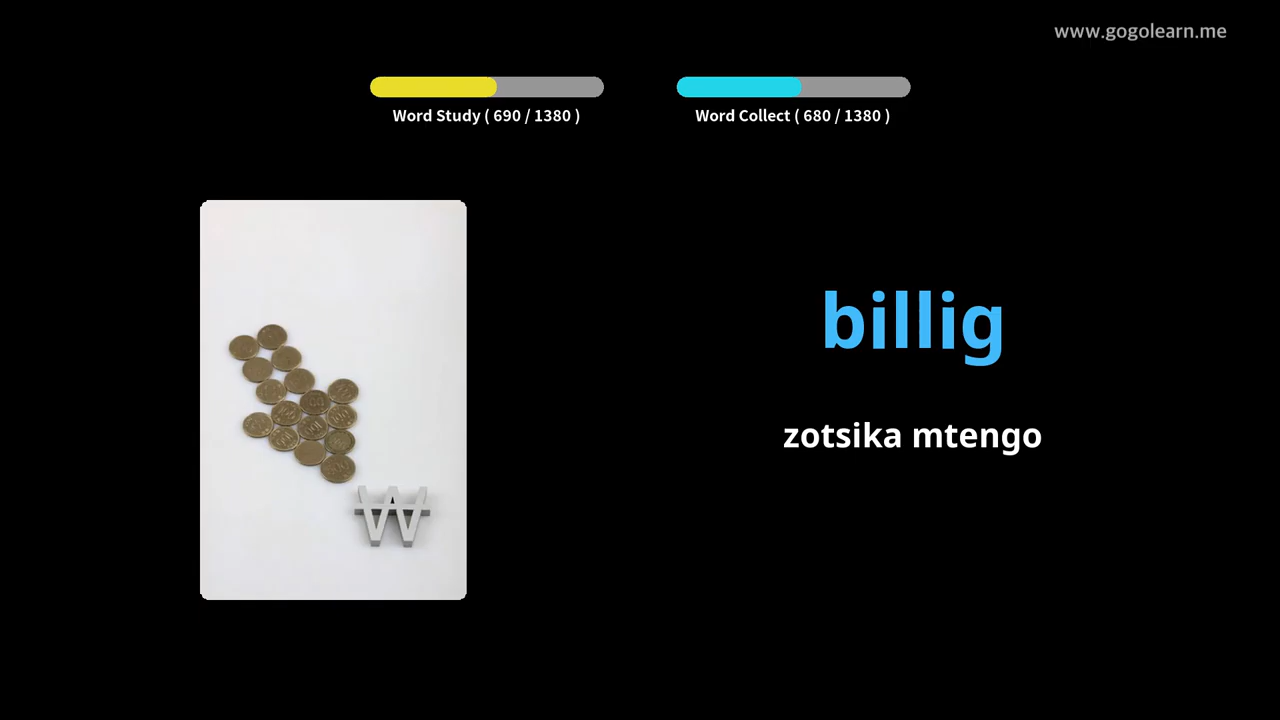 www.gogolearn.me
Word Study ( 690 / 1380 )
Word Collect ( 680 / 1380 )
billig
zotsika mtengo